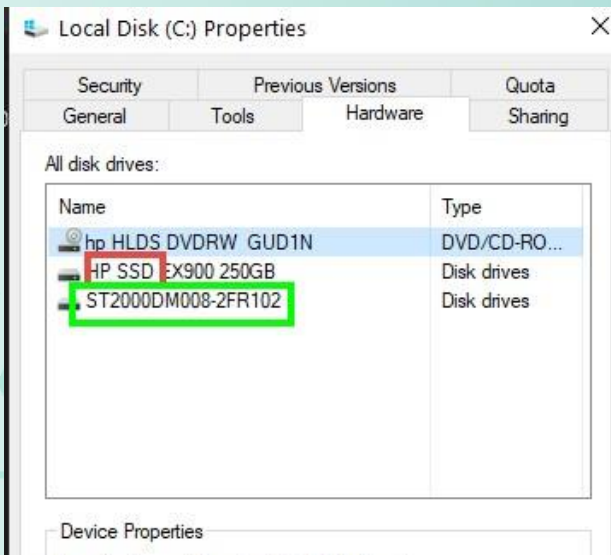 Local Disk (C:) Properties
Security Previous Versions Quota
General Tools Hardware Sharing
All disk drives:
Name Type
hp HLDS DVDRW GUD1N DVD/CD-RO...
HP SSD EX900 250GB Disk drives
ST2000DM008-2FR102 Disk drives
Device Properties